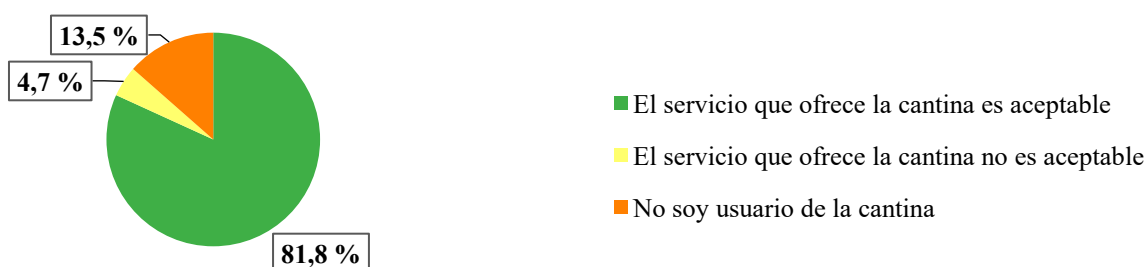 13,5 %
4,7 %
81,8 %
El servicio que ofrece la cantina es aceptable
El servicio que ofrece la cantina no es aceptable
No soy usuario de la cantina